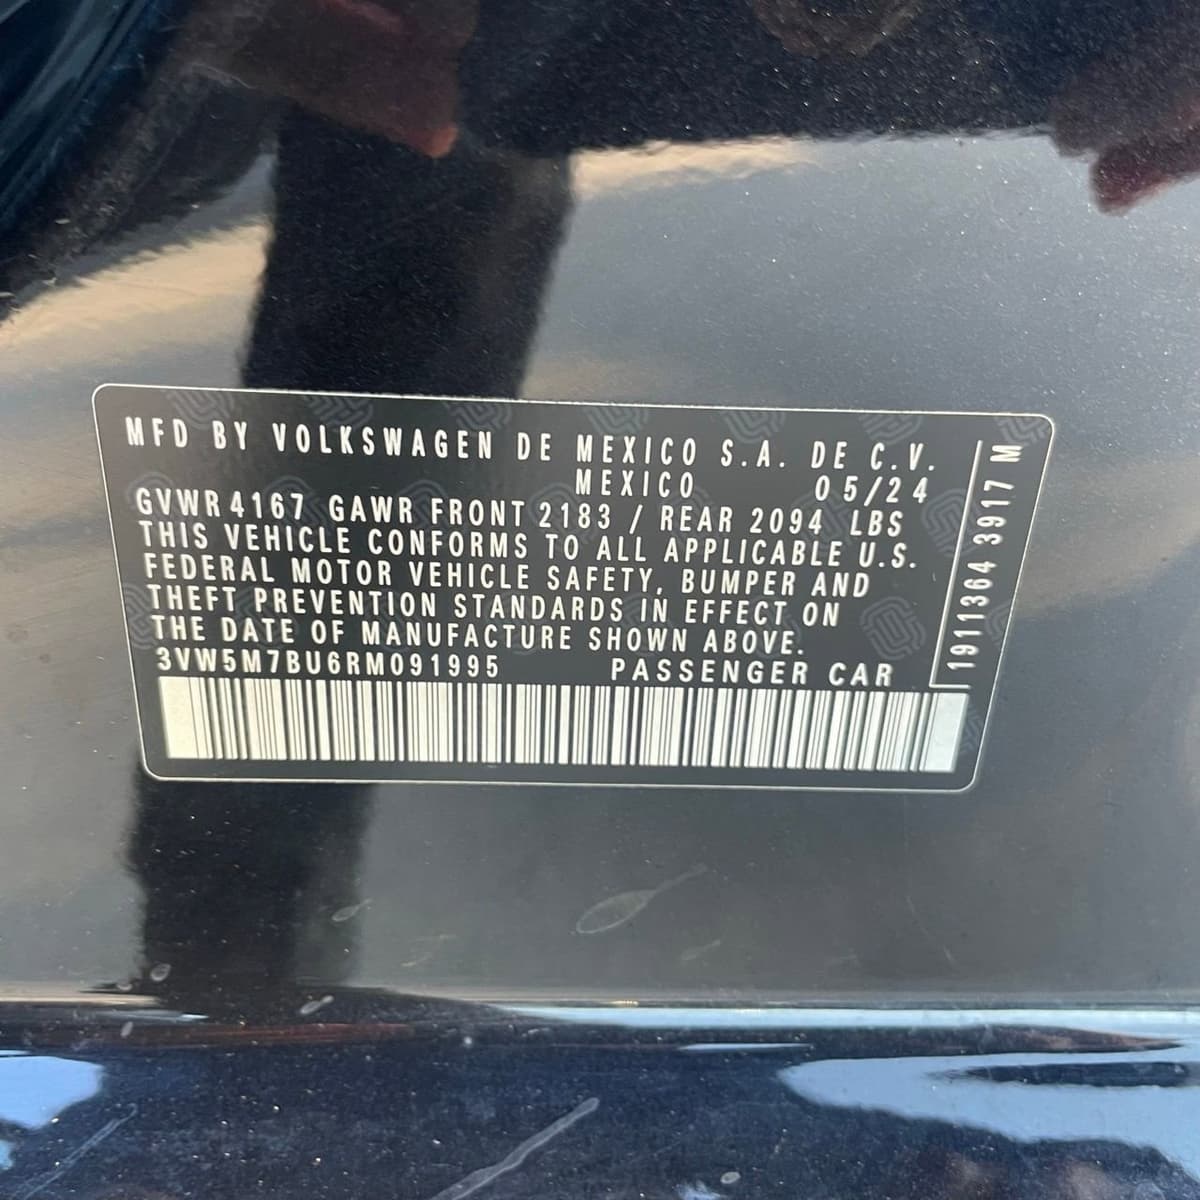 MFD BY VOLKSWAGEN DE MEXICO S.A. DE C.V.
MEXICO 05/24
GVWR 4167 GAWR FRONT 2183 / REAR 2094 LBS
THIS VEHICLE CONFORMS TO ALL APPLICABLE U.S.
FEDERAL MOTOR VEHICLE SAFETY, BUMPER AND
THEFT PREVENTION STANDARDS IN EFFECT ON
THE DATE OF MANUFACTURE SHOWN ABOVE.
3VW5M7BU6RM091995 PASSENGER CAR
1911364 3917 M